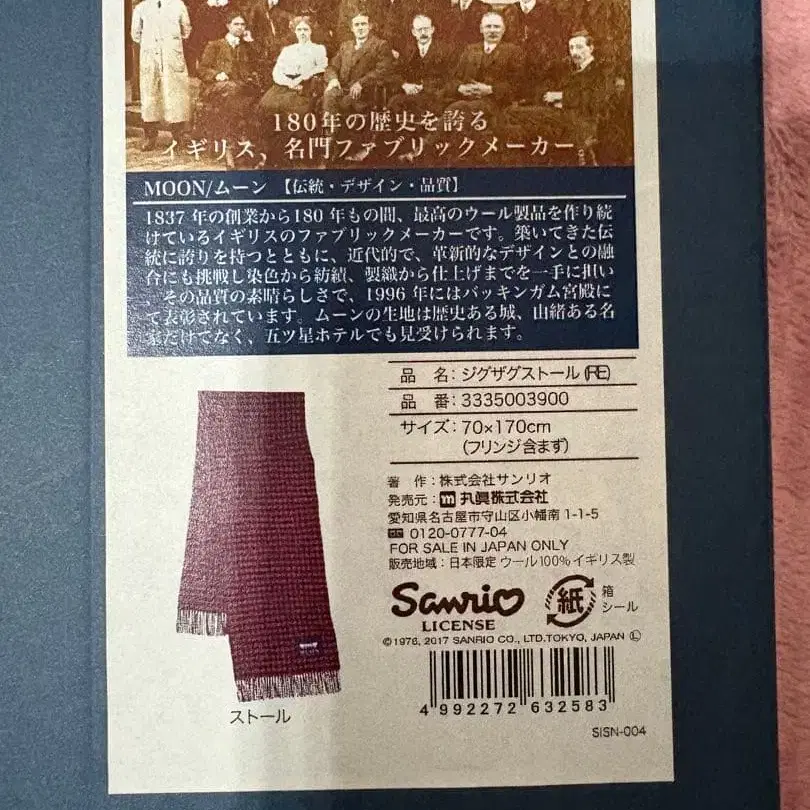 180年の歴史を誇る
イギリス、名門ファブリックメーカー。
MOON/ムーン 【伝統・デザイン・品質】
1837 年の創業から180 年もの間、最高のウール製品を作り続
けているイギリスのファブリックメーカーです。築いてきた伝
統に誇りを持つとともに、近代的で、革新的なデザインとの融
合にも挑戦し染色から紡績、製織から仕上げまでを一手に担い
、その品質の素晴らしさで、1996 年にはバッキンガム宮殿に
て表彰されています。ムーンの生地は歴史ある城、由緒ある名
家だけでなく、五ツ星ホテルでも見受けられます。
品 名：ジグザグストール(RE)
品 番：3335003900
サイズ：70×170cm
(フリンジ含まず)
著 作：株式会社サンリオ
発売元：m 丸眞株式会社
愛知県名古屋市守山区小幡南 1-1-5
0120-0777-04
FOR SALE IN JAPAN ONLY
販売地域：日本限定 ウール100% イギリス製
Sanrio
LICENSE
紙
箱
シール
©1976, 2017 SANRIO CO., LTD.TOKYO, JAPAN Ⓛ
4 992272 632583
ストール
SISN-004